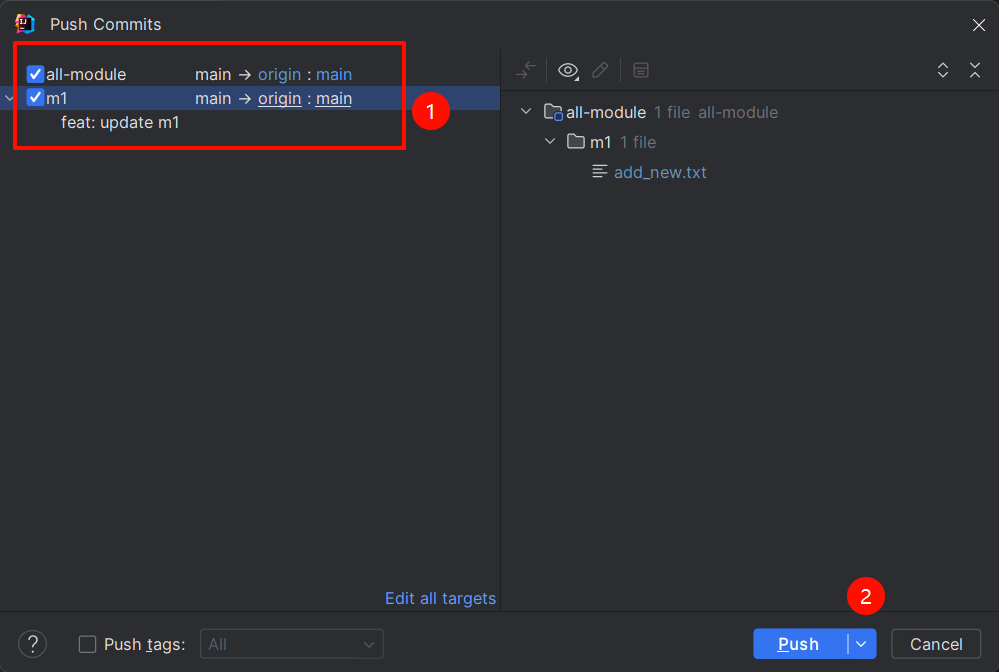 Push Commits
all-module main → origin : main
m1 main → origin : main
feat: update m1
1
all-module 1 file all-module
m1 1 file
add_new.txt
Edit all targets
2
? Push tags: All Push Cancel